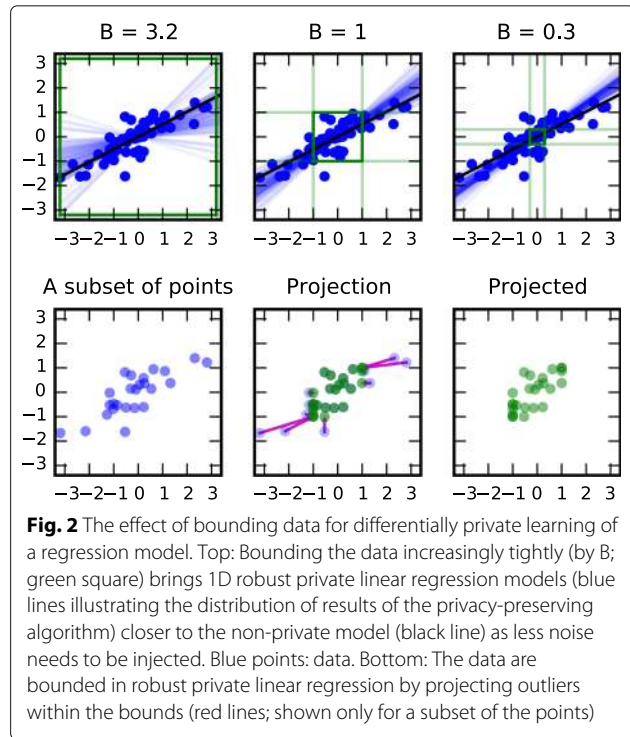 B = 3.2 B = 1 B = 0.3
3
2
1
0
−1
−2
−3
−3−2−1 0 1 2 3 −3−2−1 0 1 2 3 −3−2−1 0 1 2 3
A subset of points Projection Projected
3
2
1
0
−1
−2
−3
−3−2−1 0 1 2 3 −3−2−1 0 1 2 3 −3−2−1 0 1 2 3
Fig. 2 The effect of bounding data for differentially private learning of
a regression model. Top: Bounding the data increasingly tightly (by B;
green square) brings 1D robust private linear regression models (blue
lines illustrating the distribution of results of the privacy-preserving
algorithm) closer to the non-private model (black line) as less noise
needs to be injected. Blue points: data. Bottom: The data are
bounded in robust private linear regression by projecting outliers
within the bounds (red lines; shown only for a subset of the points)